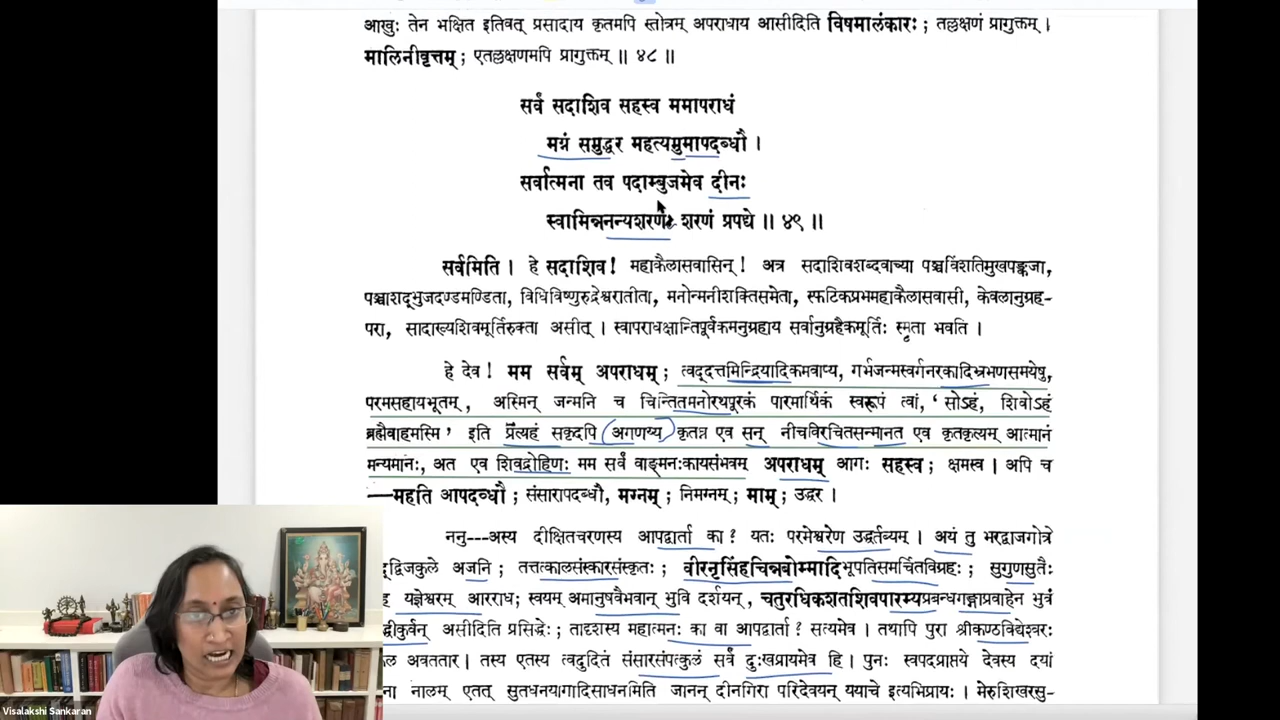 आखुः तेन भक्षित इतिवत् प्रसादाय कृतमपि स्तोत्रम् अपराधाय आसीदिति विषमालंकारः ; तल्लक्षणं प्रागुक्तम् ।
मालिनीवृत्तम् ; एतल्लक्षणमपि प्रागुक्तम् ॥ ४८ ॥
सर्वं सदाशिव सहस्व ममापराधं
मग्नं समुद्धर महत्यमुमापदब्धौ ।
सर्वात्मना तव पदाम्बुजमेव दीनः
स्वामिन्ननन्यशरणः शरणं प्रपद्ये ॥ ४९ ॥
सर्वमिति । हे सदाशिव! महाकैलासवासिन् ! अत्र सदाशिवशब्दवाच्या पञ्चविंशतिमुखपङ्कजा,
पञ्चाशद्भुजदण्डमण्डिता, विधिविष्णुरुद्रेश्वरातीता, मनोन्मनीशक्तिसमेता, स्फटिकप्रभमहाकैलासवासी, केवलानुग्रह-
परा, सादाख्यशिवमूर्तिरुक्ता असीत् । स्वापराधक्षान्तिपूर्वकमनुग्रहाय सर्वानुग्रहैकमूर्तिः स्मृता भवति ।
हे देव! मम सर्वम् अपराधम् ; त्वद्दत्तमिन्द्रियादिकमवाप्य, गर्भजन्मस्वर्गनरकादिभ्रमणसमयेषु,
परमसहायभूतम् , अस्मिन् जन्मनि च चिन्तितमनोरथपूरकं पारमार्थिकं स्वरूपं त्वां, ‘ सोऽहं, शिवोऽहं
ब्रह्मैवाहमस्मि ’ इति प्रत्यहं सकृदपि अगणय्य कृतघ्न एव सन् नीचविरचितसन्मानत एव कृतकृत्यम् आत्मानं
मन्यमानः, अत एव शिवद्रोहिणः मम सर्वं वाङ्मनःकायसंभवम् अपराधम् आगः सहस्व ; क्षमस्व । अपि च
—महति आपदब्धौ ; संसारापदब्धौ, मग्नम् ; निमग्नम् ; माम् ; उद्धर ।
ननु---अस्य दीक्षितचरणस्य आपद्वार्ता का ? यतः परमेश्वरेण उद्धर्तव्यम् । अयं तु भरद्वाजगोत्रे
द्विजकुले अजनि ; तत्तत्कालसंस्कारसंस्कृतः ; वीरनृसिंहचिन्नबोम्मादिभूपतिसमर्चितविग्रहः ; सुगुणसुतैः
यज्ञेश्वरम् आरराध; स्वयम् अमानुषवैभवान् भुवि दर्शयन्, चतुरधिकशतशिवपारम्यप्रबन्धगङ्गाप्रवाहेन भुत्रं
द्धीकुर्वन् असीदिति प्रसिद्धेः ; तादृशस्य महात्मनः का वा आपद्वार्ता ? सत्यमेव । तथापि पुरा श्रीकण्ठविद्येश्वरः
अवततार । तस्य एतस्य त्वदुदितं संसारसंपत्कुलं सर्वं दुःखप्रायमेव हि । पुनः स्वपदप्राप्तये देवस्य दयां
नालम् एतत् सुतधनयागादिसाधनमिति जानन् दीनगिरा परिदेवयन् ययाचे इत्यभिप्रायः । मेरुशिखरसु-
Visalakshi Sankaran